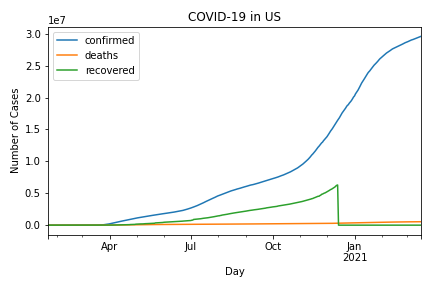 COVID-19 in US
1e7
confirmed
deaths
recovered
3.0
2.5
2.0
1.5
1.0
0.5
0.0
Number of Cases
Apr
Jul
Oct
Jan
2021
Day